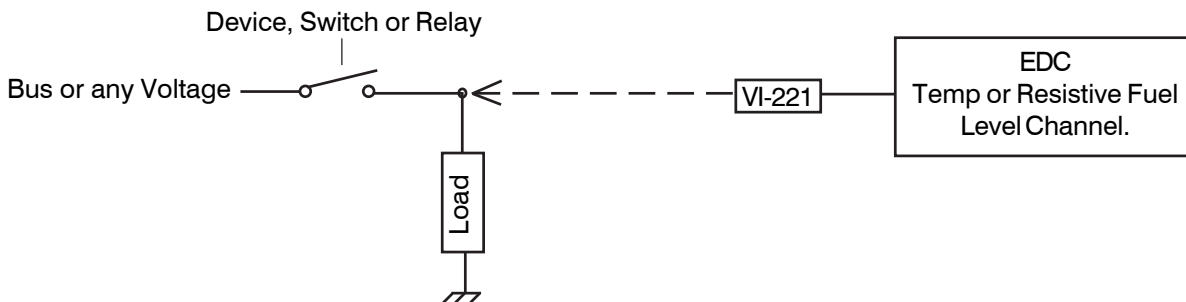 Device, Switch or Relay
Bus or any Voltage
VI-221
EDC
Temp or Resistive Fuel
Level Channel.
Load